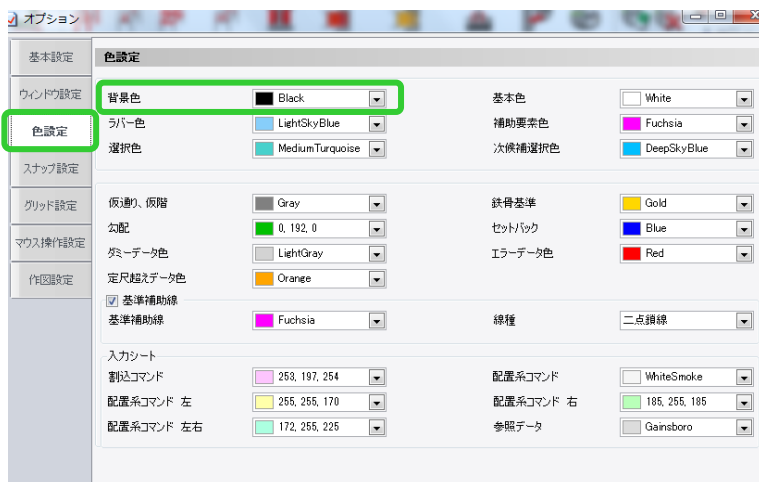 オプション
基本設定
ウィンドウ設定
色設定
スナップ設定
グリッド設定
マウス操作設定
作図設定
色設定
背景色 Black 基本色 White
ラバー色 LightSkyBlue 補助要素色 Fuchsia
選択色 MediumTurquoise 次候補選択色 DeepSkyBlue
仮通り、仮階 Gray 鉄骨基準 Gold
勾配 0, 192, 0 セットバック Blue
ダミーデータ色 LightGray エラーデータ色 Red
定尺超えデータ色 Orange
基準補助線
基準補助線 Fuchsia 線種 二点鎖線
入力シート
割込コマンド 253, 197, 254 配置系コマンド WhiteSmoke
配置系コマンド 左 255, 255, 170 配置系コマンド 右 185, 255, 185
配置系コマンド 左右 172, 255, 225 参照データ Gainsboro